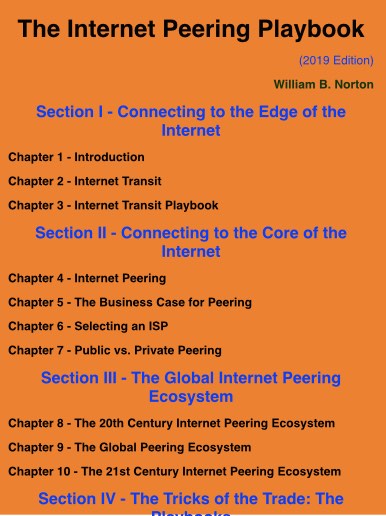 The Internet Peering Playbook
(2019 Edition)
William B. Norton
Section I - Connecting to the Edge of the
Internet
Chapter 1 - Introduction
Chapter 2 - Internet Transit
Chapter 3 - Internet Transit Playbook
Section II - Connecting to the Core of the
Internet
Chapter 4 - Internet Peering
Chapter 5 - The Business Case for Peering
Chapter 6 - Selecting an ISP
Chapter 7 - Public vs. Private Peering
Section III - The Global Internet Peering
Ecosystem
Chapter 8 - The 20th Century Internet Peering Ecosystem
Chapter 9 - The Global Peering Ecosystem
Chapter 10 - The 21st Century Internet Peering Ecosystem
Section IV - The Tricks of the Trade: The
Playbooks